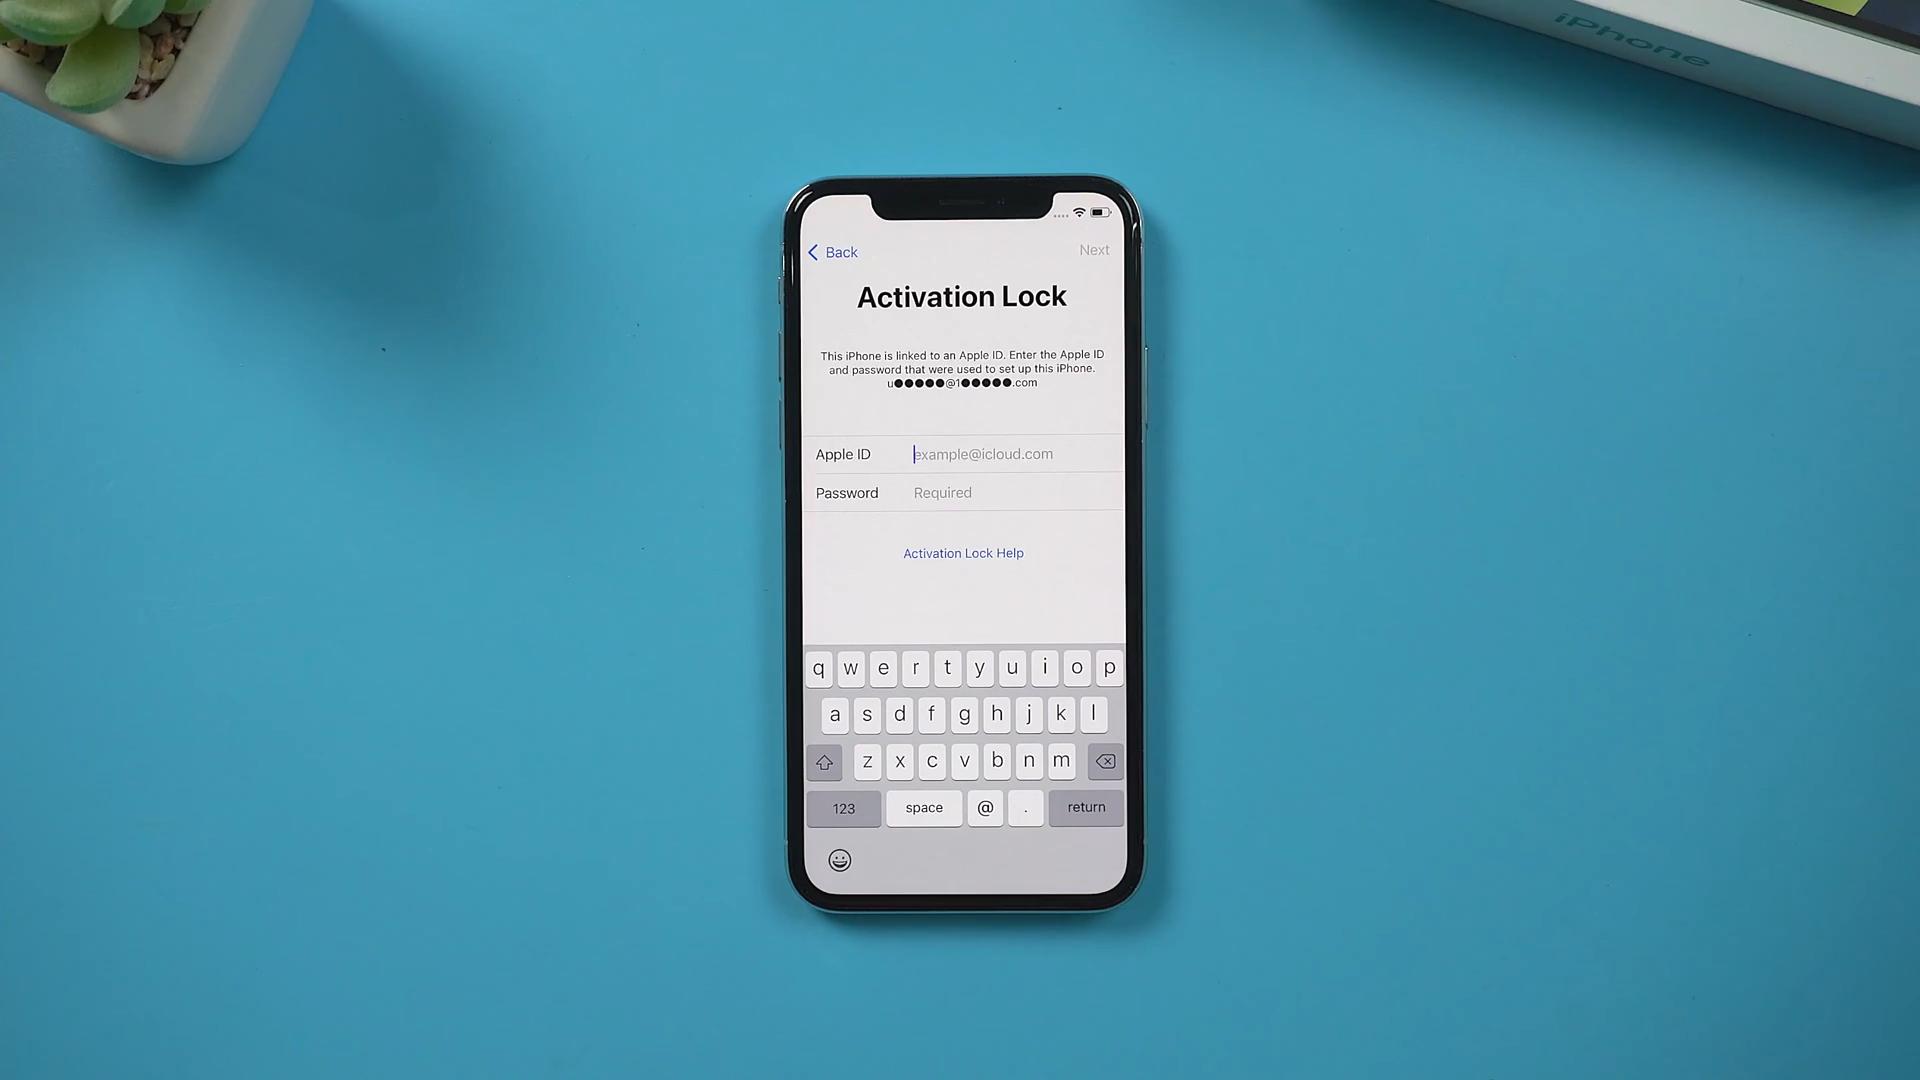 iPhone
Back
Next
Activation Lock
This iPhone is linked to an Apple ID. Enter the Apple ID
and password that were used to set up this iPhone.
u●●●●●@1●●●●●.com
Apple ID example@icloud.com
Password Required
Activation Lock Help
q w e r t y u i o p
a s d f g h j k l
z x c v b n m
123 space @ . return